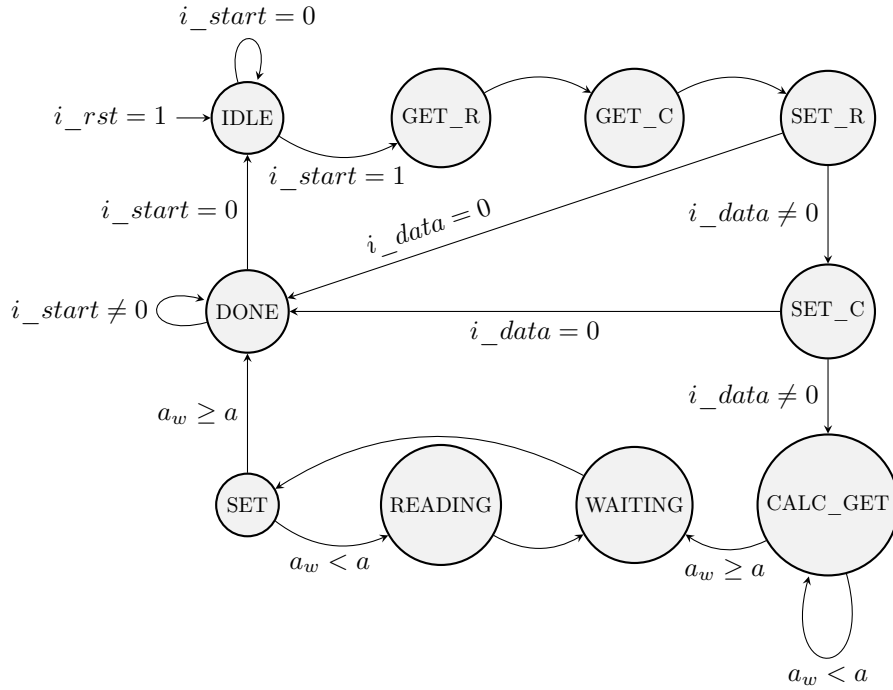 i_start = 0
i_rst = 1
IDLE
GET_R
GET_C
SET_R
i_start = 1
i_start = 0
i_data = 0
i_data ≠ 0
i_start ≠ 0
DONE
SET_C
i_data = 0
a_w ≥ a
i_data ≠ 0
SET
READING
WAITING
CALC_GET
a_w < a
a_w ≥ a
a_w < a